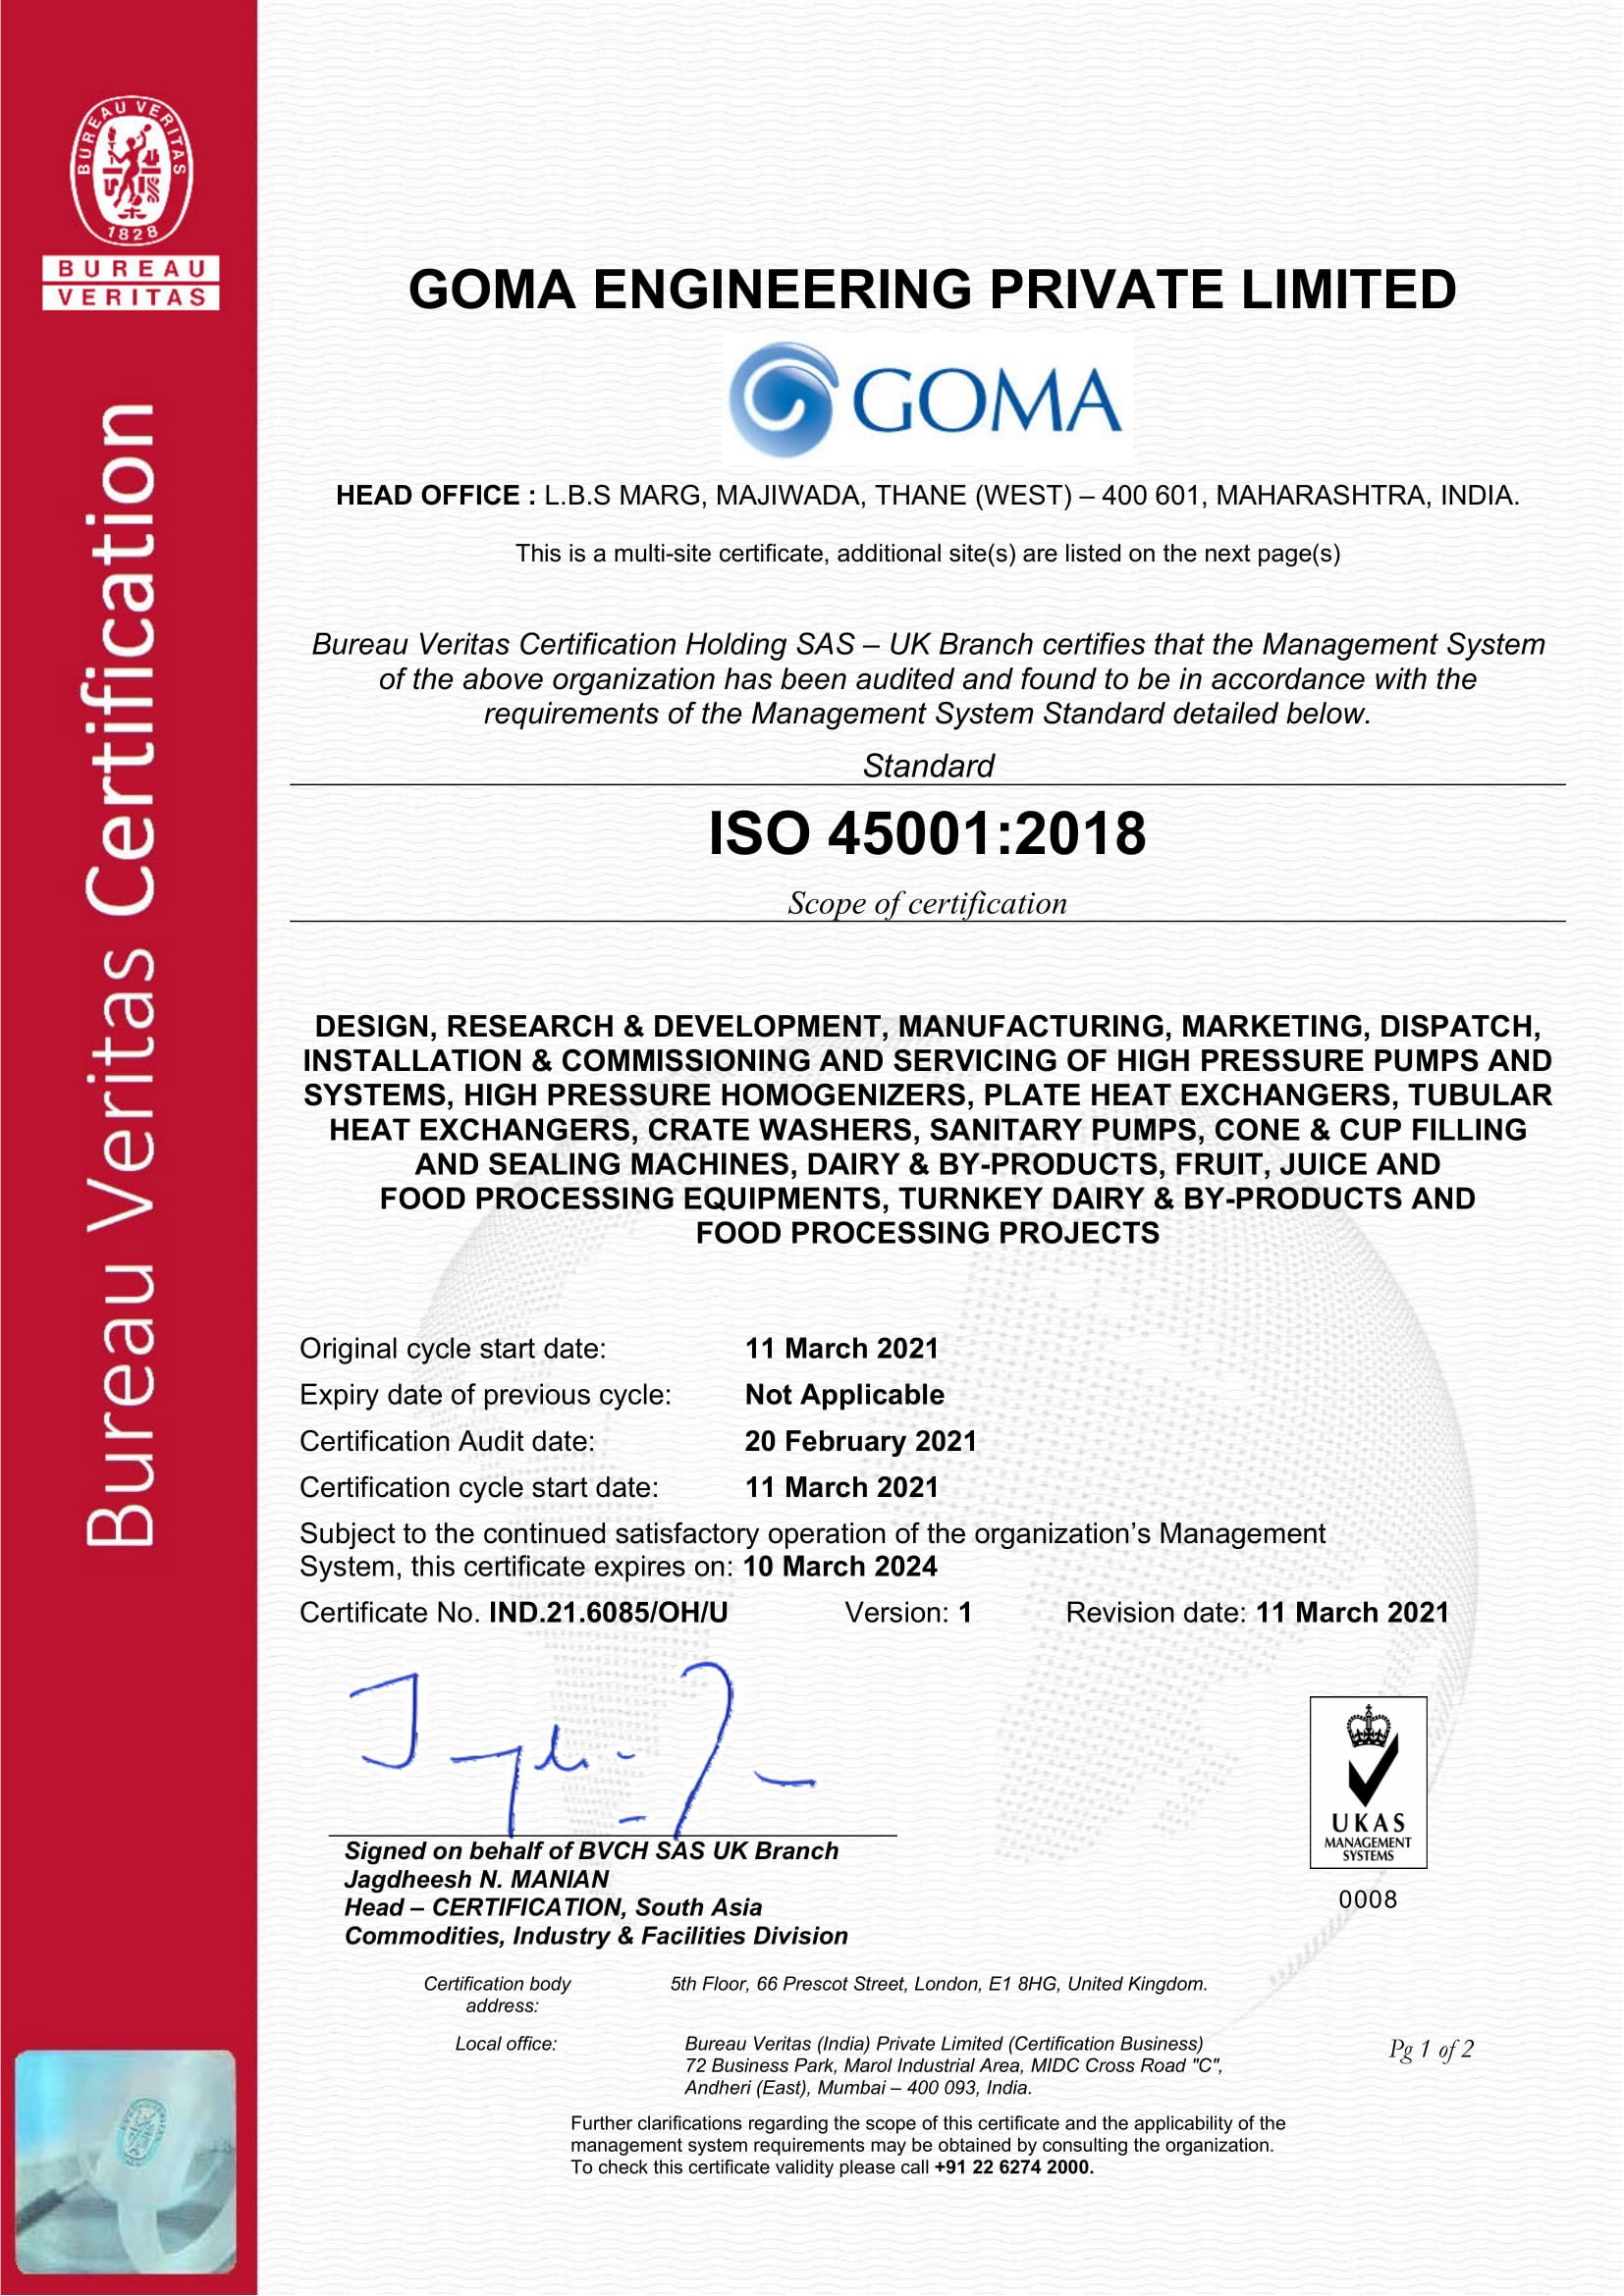 BUREAU VERITAS
1828
BUREAU
VERITAS
Bureau Veritas Certification
GOMA ENGINEERING PRIVATE LIMITED
GOMA
HEAD OFFICE : L.B.S MARG, MAJIWADA, THANE (WEST) – 400 601, MAHARASHTRA, INDIA.
This is a multi-site certificate, additional site(s) are listed on the next page(s)
Bureau Veritas Certification Holding SAS – UK Branch certifies that the Management System
of the above organization has been audited and found to be in accordance with the
requirements of the Management System Standard detailed below.
Standard
ISO 45001:2018
Scope of certification
DESIGN, RESEARCH & DEVELOPMENT, MANUFACTURING, MARKETING, DISPATCH,
INSTALLATION & COMMISSIONING AND SERVICING OF HIGH PRESSURE PUMPS AND
SYSTEMS, HIGH PRESSURE HOMOGENIZERS, PLATE HEAT EXCHANGERS, TUBULAR
HEAT EXCHANGERS, CRATE WASHERS, SANITARY PUMPS, CONE & CUP FILLING
AND SEALING MACHINES, DAIRY & BY-PRODUCTS, FRUIT, JUICE AND
FOOD PROCESSING EQUIPMENTS, TURNKEY DAIRY & BY-PRODUCTS AND
FOOD PROCESSING PROJECTS
Original cycle start date: 11 March 2021
Expiry date of previous cycle: Not Applicable
Certification Audit date: 20 February 2021
Certification cycle start date: 11 March 2021
Subject to the continued satisfactory operation of the organization’s Management
System, this certificate expires on: 10 March 2024
Certificate No. IND.21.6085/OH/U Version: 1 Revision date: 11 March 2021
Signed on behalf of BVCH SAS UK Branch
Jagdheesh N. MANIAN
Head – CERTIFICATION, South Asia
Commodities, Industry & Facilities Division
UKAS
MANAGEMENT
SYSTEMS
0008
Certification body
address:
5th Floor, 66 Prescot Street, London, E1 8HG, United Kingdom.
Local office:
Bureau Veritas (India) Private Limited (Certification Business)
72 Business Park, Marol Industrial Area, MIDC Cross Road "C",
Andheri (East), Mumbai – 400 093, India.
Pg 1 of 2
Further clarifications regarding the scope of this certificate and the applicability of the
management system requirements may be obtained by consulting the organization.
To check this certificate validity please call +91 22 6274 2000.